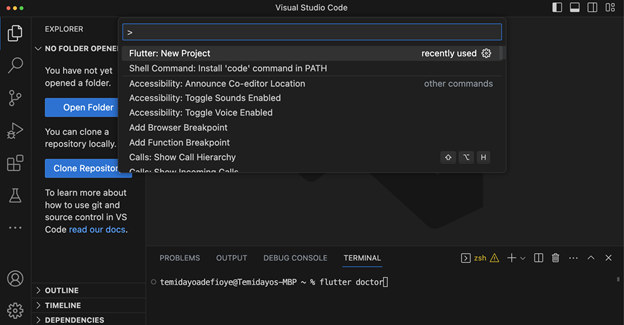 Visual Studio Code
EXPLORER
NO FOLDER OPENED
You have not yet
opened a folder.
Open Folder
You can clone a
repository locally.
Clone Repository
To learn more about
how to use git and
source control in VS
Code read our docs.
OUTLINE
TIMELINE
DEPENDENCIES
>
Flutter: New Project recently used
Shell Command: Install 'code' command in PATH
Accessibility: Announce Co-editor Location other commands
Accessibility: Toggle Sounds Enabled
Accessibility: Toggle Voice Enabled
Add Browser Breakpoint
Add Function Breakpoint
Calls: Show Call Hierarchy ⇧ ⌥ H
Calls: Show Incoming Calls
PROBLEMS OUTPUT DEBUG CONSOLE TERMINAL
zsh
temidayoadefioye@Temidayos-MBP ~ % flutter doctor